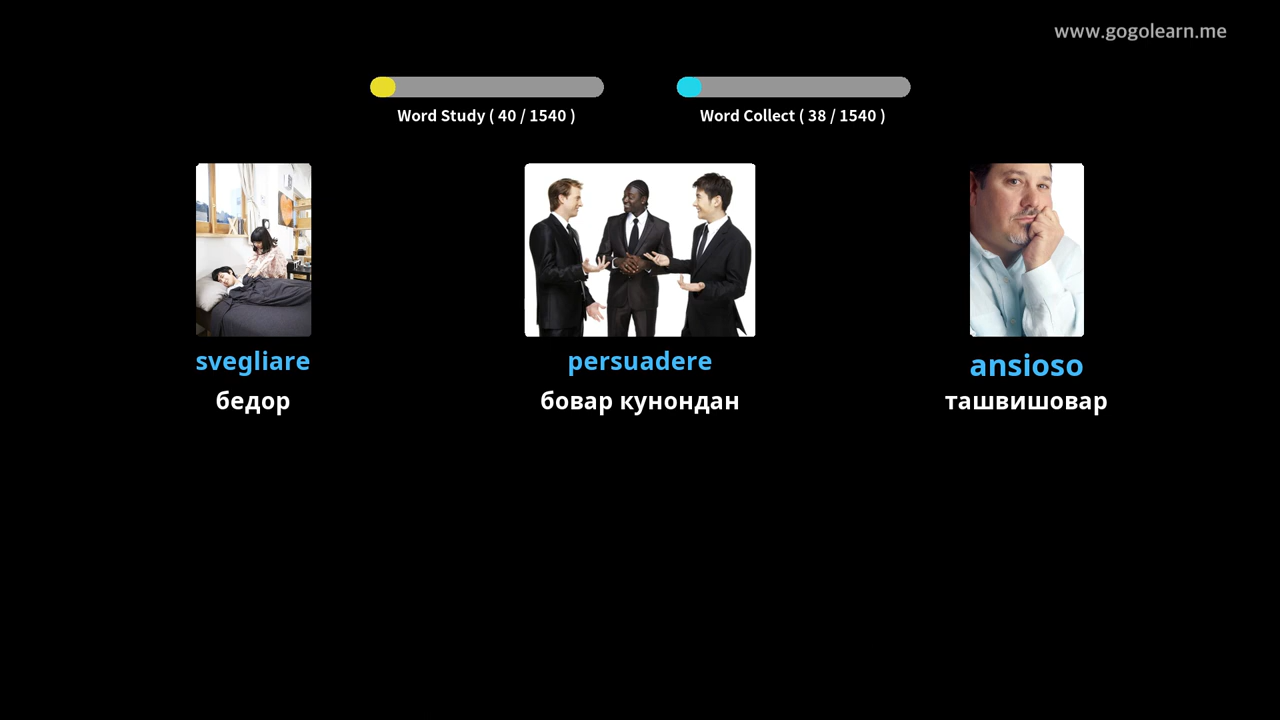 www.gogolearn.me
Word Study ( 40 / 1540 )
Word Collect ( 38 / 1540 )
svegliare
бедор
persuadere
бовар кунондан
ansioso
ташвишовар